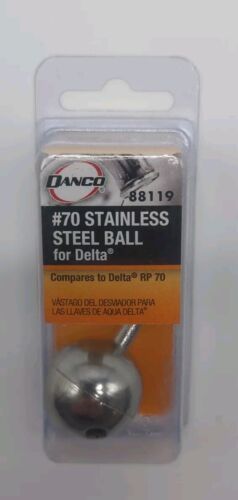 DANCO
88119
#70 STAINLESS
STEEL BALL
for Delta®
Compares to Delta® RP 70
VÁSTAGO DEL DESVIADOR PARA
LAS LLAVES DE AQUA DELTA®